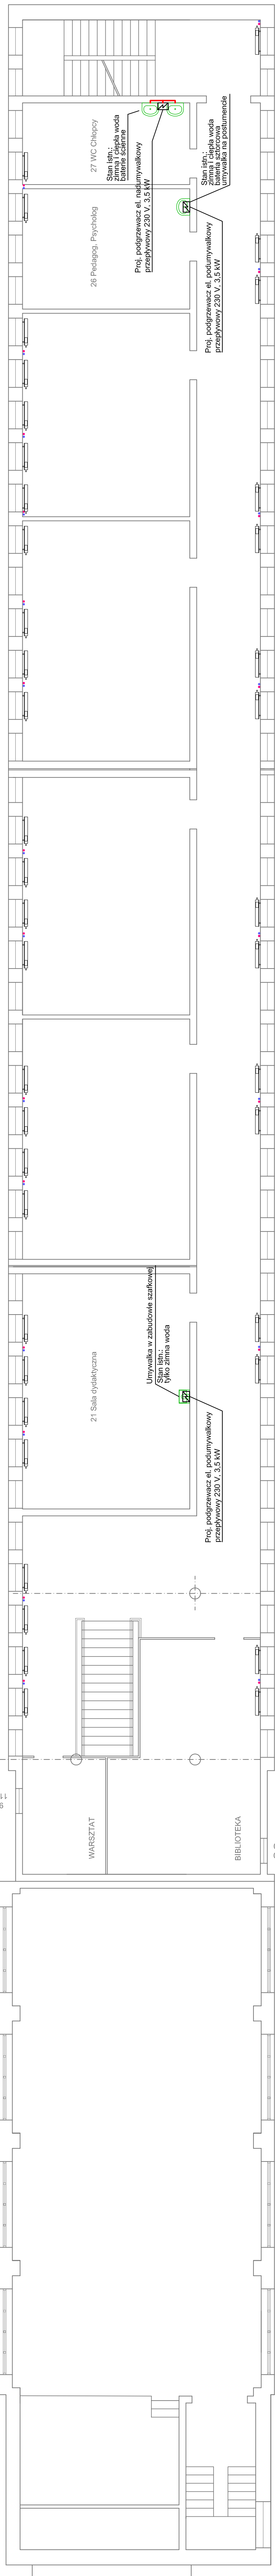 27 WC Chłopcy
Stan istn.:
zimna i ciepła woda
baterie ścienne
Proj. podgrzewacz el. nadumywalkowy
przepływowy 230 V, 3,5 kW
26 Pedagog, Psycholog
Stan istn.:
zimna i ciepła woda
bateria sztorcowa
umywalka na postumencie
Proj. podgrzewacz el. podumywalkowy
przepływowy 230 V, 3,5 kW
21 Sala dydaktyczna
Umywalka w zabudowie szafkowej
Stan istn.:
tylko zimna woda
Proj. podgrzewacz el. podumywalkowy
przepływowy 230 V, 3,5 kW
WARSZTAT
BIBLIOTEKA